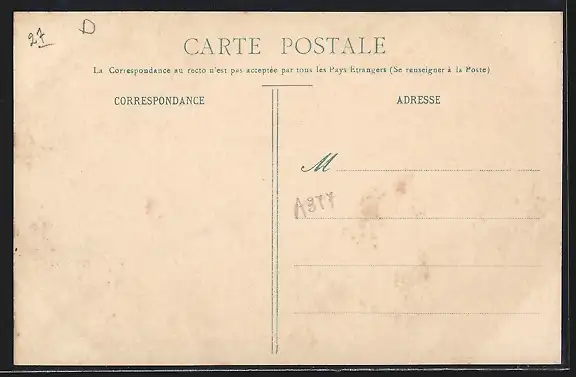 27 D
CARTE POSTALE
La Correspondance au recto n'est pas acceptée par tous les Pays Etrangers (Se renseigner à la Poste)
CORRESPONDANCE
ADRESSE
M
A377